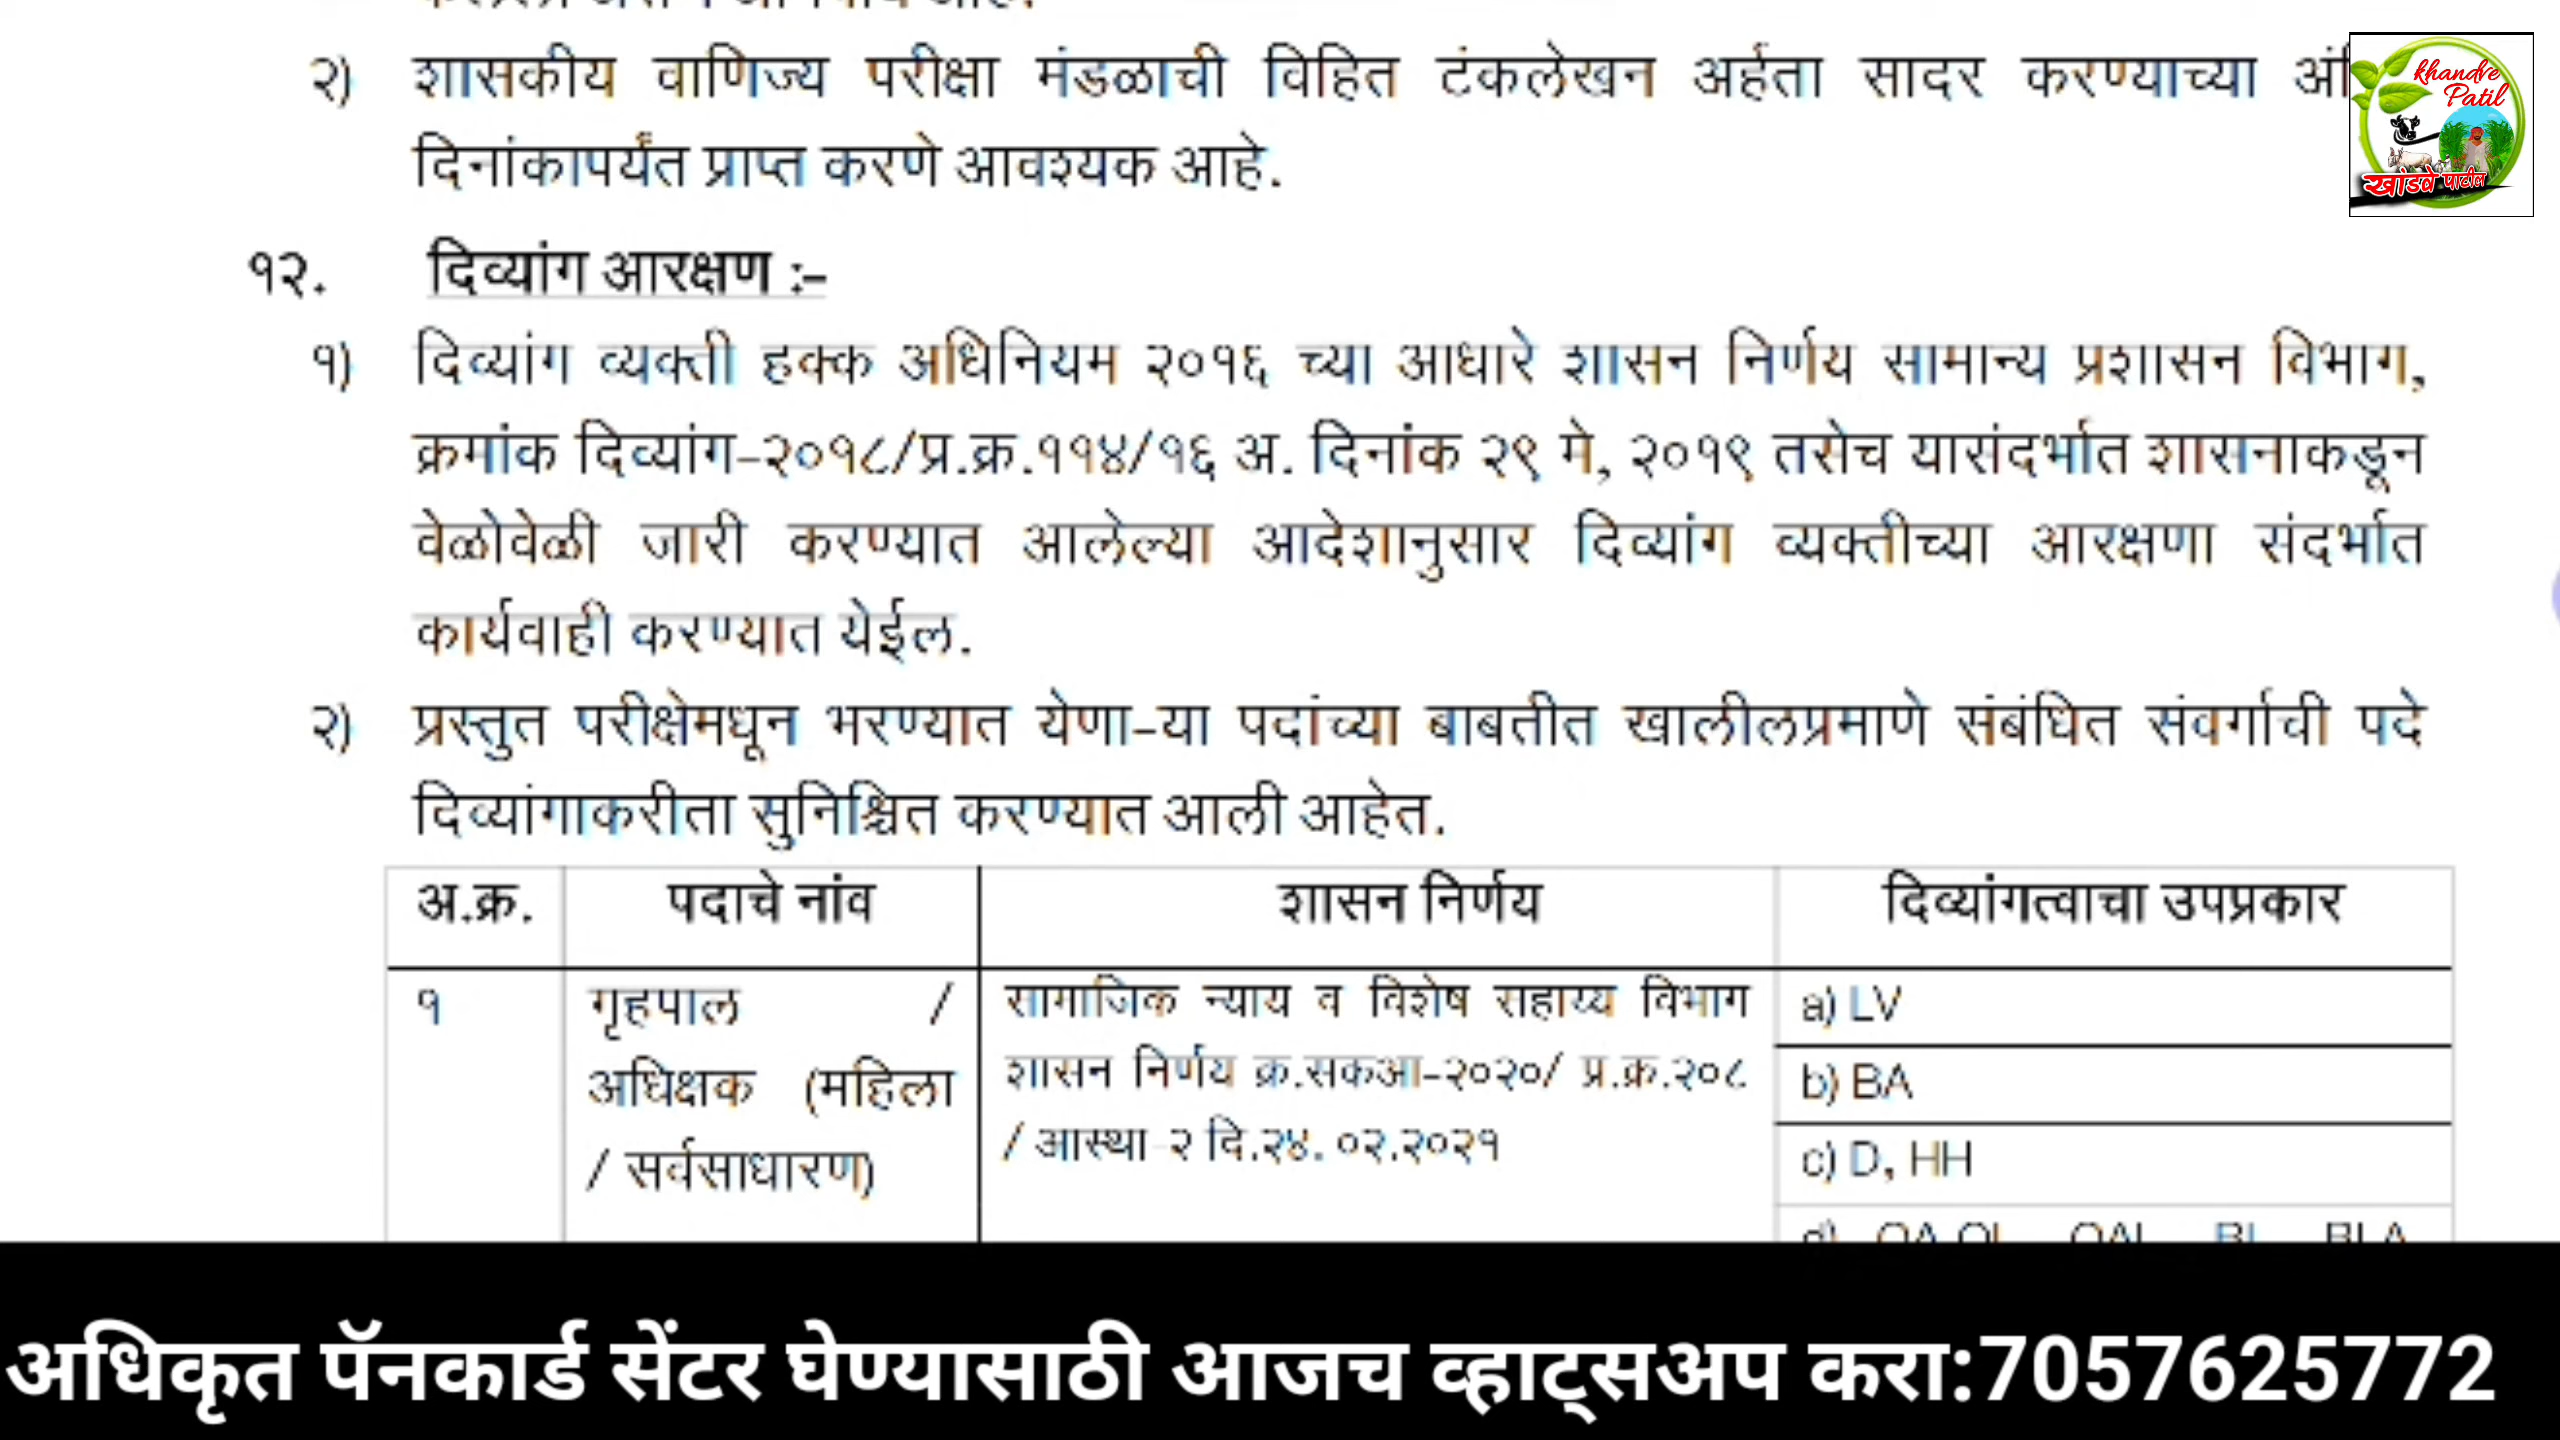 २) शासकीय वाणिज्य परीक्षा मंडळाची विहित टंकलेखन अर्हता सादर करण्याच्या
दिनांकापर्यंत प्राप्त करणे आवश्यक आहे.
१२. दिव्यांग आरक्षण :-
१) दिव्यांग व्यक्ती हक्क अधिनियम २०१६ च्या आधारे शासन निर्णय सामान्य प्रशासन विभाग,
क्रमांक दिव्यांग-२०१८/प्र.क्र.११४/१६ अ. दिनांक २९ मे, २०१९ तसेच यासंदर्भात शासनाकडून
वेळोवेळी जारी करण्यात आलेल्या आदेशानुसार दिव्यांग व्यक्तीच्या आरक्षणा संदर्भात
कार्यवाही करण्यात येईल.
२) प्रस्तुत परीक्षेमधून भरण्यात येणा-या पदांच्या बाबतीत खालीलप्रमाणे संबंधित संवर्गाची पदे
दिव्यांगाकरीता सुनिश्चित करण्यात आली आहेत.
अ.क्र. पदाचे नांव शासन निर्णय दिव्यांगत्वाचा उपप्रकार
१ गृहपाल / सामाजिक न्याय व विशेष सहाय्य विभाग a) LV
अधिक्षक (महिला शासन निर्णय क्र.सकआ-२०२०/ प्र.क्र.२०८ b) BA
/ सर्वसाधारण) / आस्था-२ दि.२४. ०२.२०२१ c) D, HH
khandve
Patil
खांडवे पाटील
अधिकृत पॅनकार्ड सेंटर घेण्यासाठी आजच व्हाट्सअप करा:7057625772